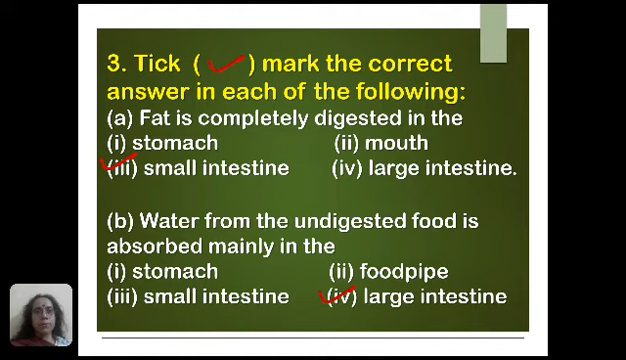 3. Tick ( ✓ ) mark the correct
answer in each of the following:
(a) Fat is completely digested in the
(i) stomach (ii) mouth
(iii) small intestine (iv) large intestine.
(b) Water from the undigested food is
absorbed mainly in the
(i) stomach (ii) foodpipe
(iii) small intestine (iv) large intestine